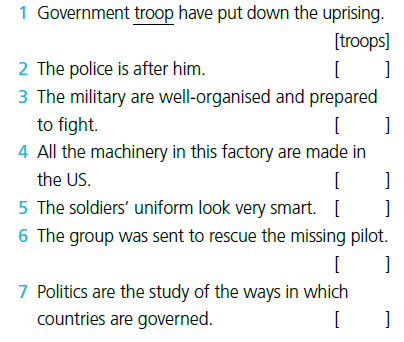 1 Government troop have put down the uprising.
[troops]
2 The police is after him. [ ]
3 The military are well-organised and prepared
to fight. [ ]
4 All the machinery in this factory are made in
the US. [ ]
5 The soldiers' uniform look very smart. [ ]
6 The group was sent to rescue the missing pilot.
[ ]
7 Politics are the study of the ways in which
countries are governed. [ ]